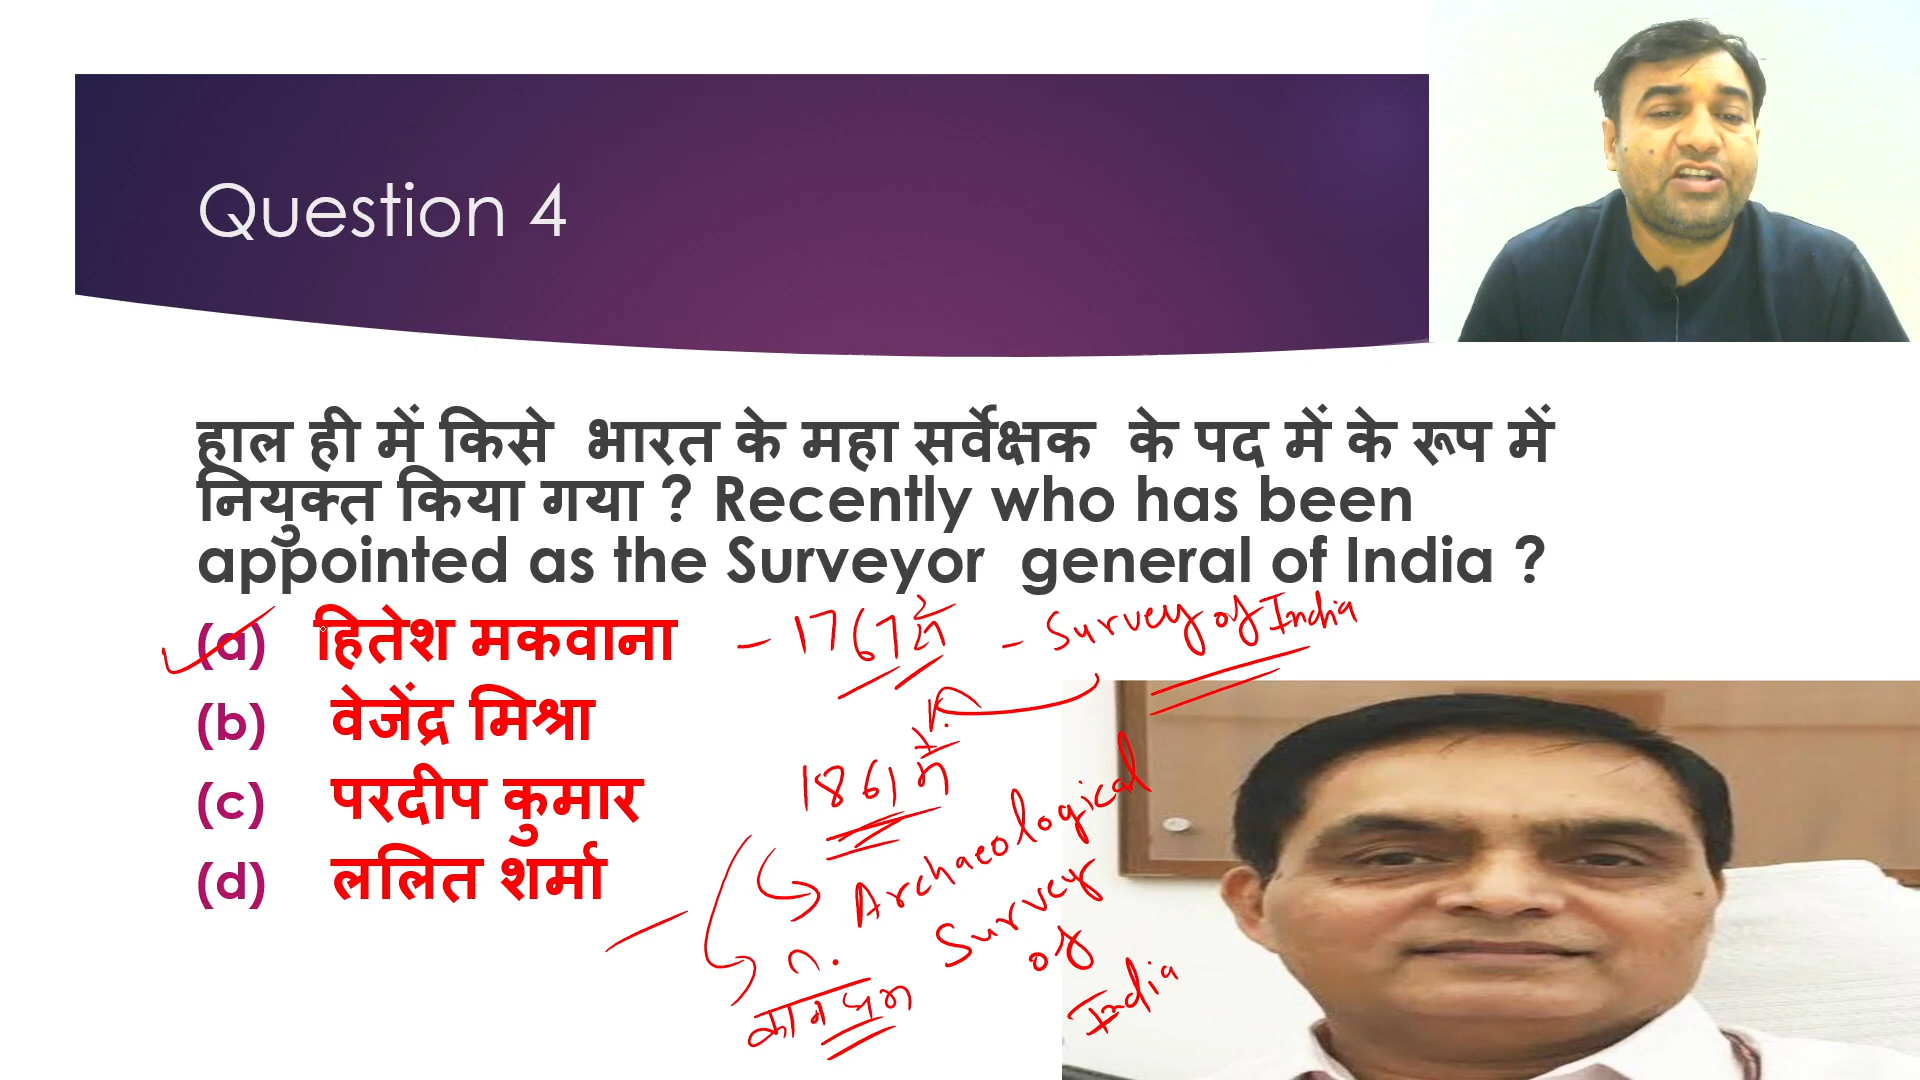 Question 4
हाल ही में किसे भारत के महा सर्वेक्षक के पद में के रूप में
नियुक्त किया गया ? Recently who has been
appointed as the Surveyor general of India ?
(a) हितेश मकवाना
(b) वेजेंद्र मिश्रा
(c) परदीप कुमार
(d) ललित शर्मा
– 1767 – Survey of India
1861 में
Archaeological
Survey
of
India